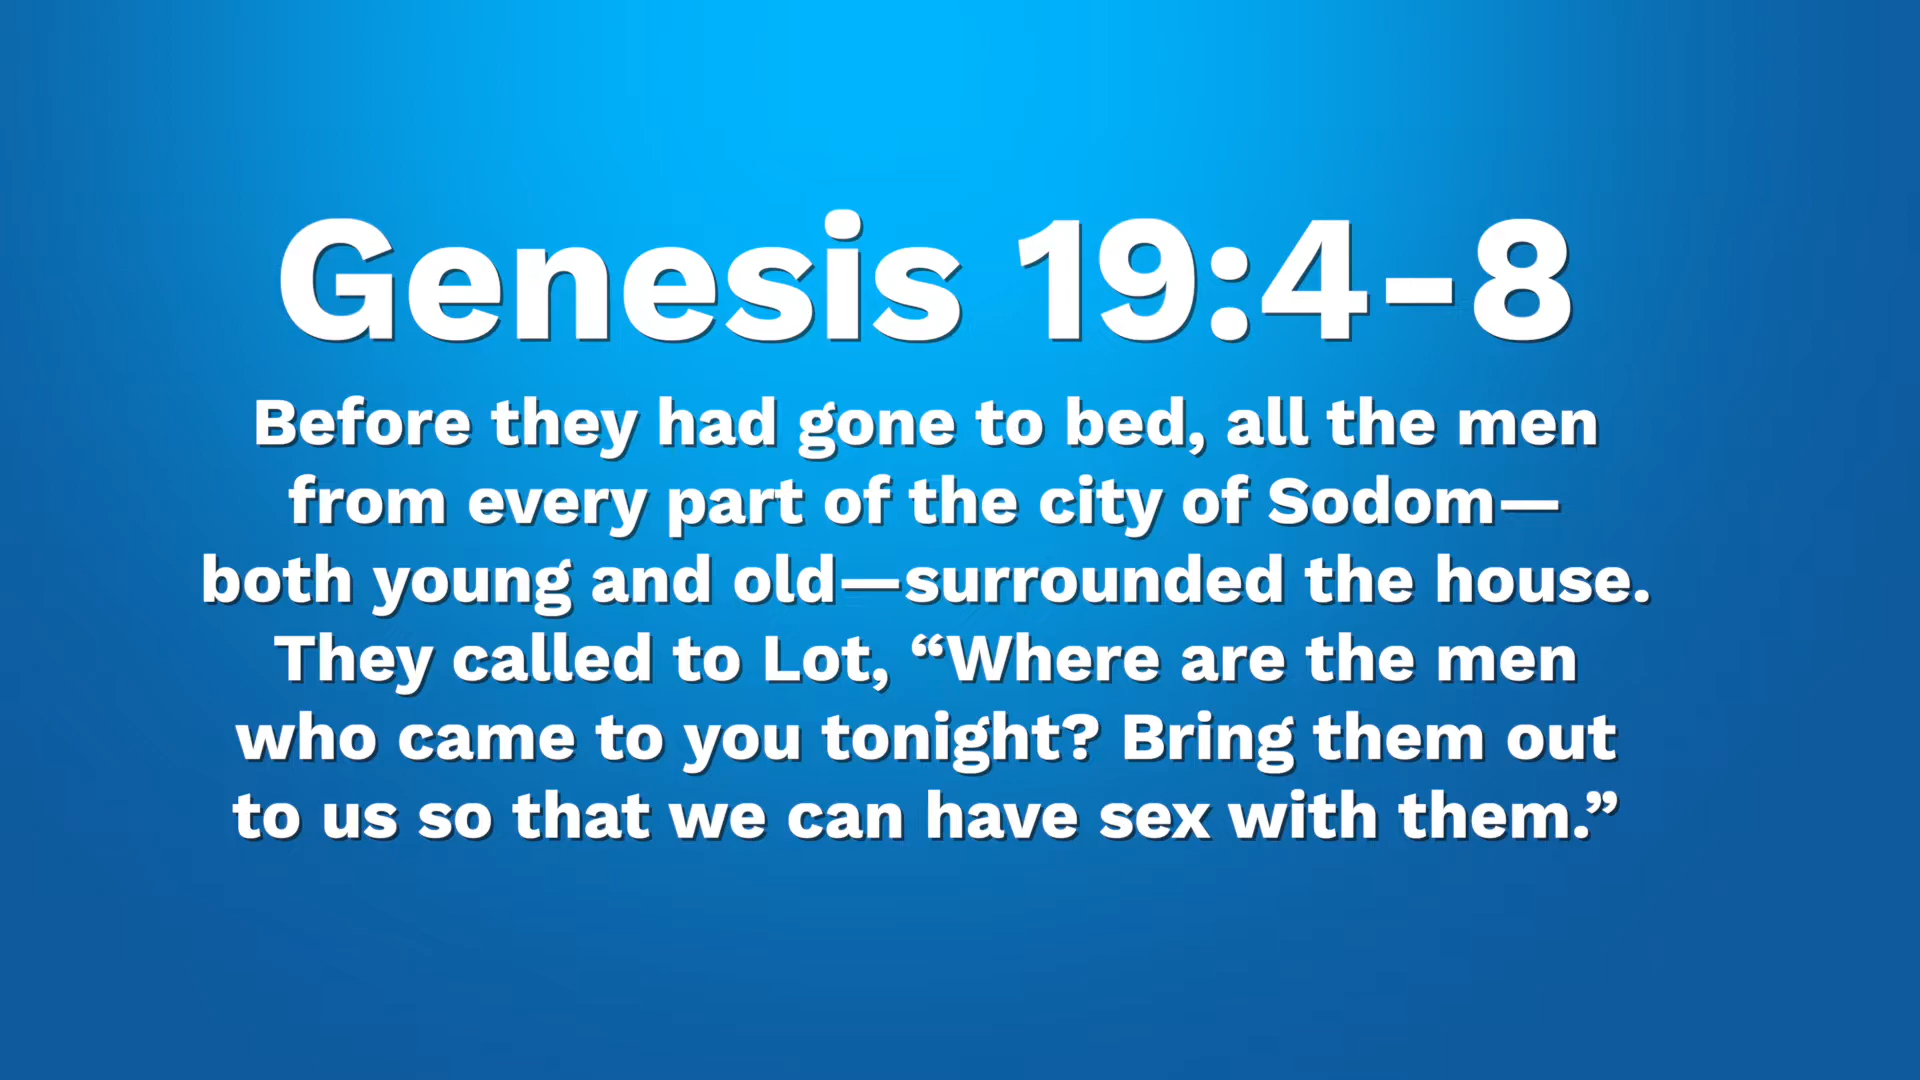 Genesis 19:4-8
Before they had gone to bed, all the men
from every part of the city of Sodom—
both young and old—surrounded the house.
They called to Lot, “Where are the men
who came to you tonight? Bring them out
to us so that we can have sex with them.”